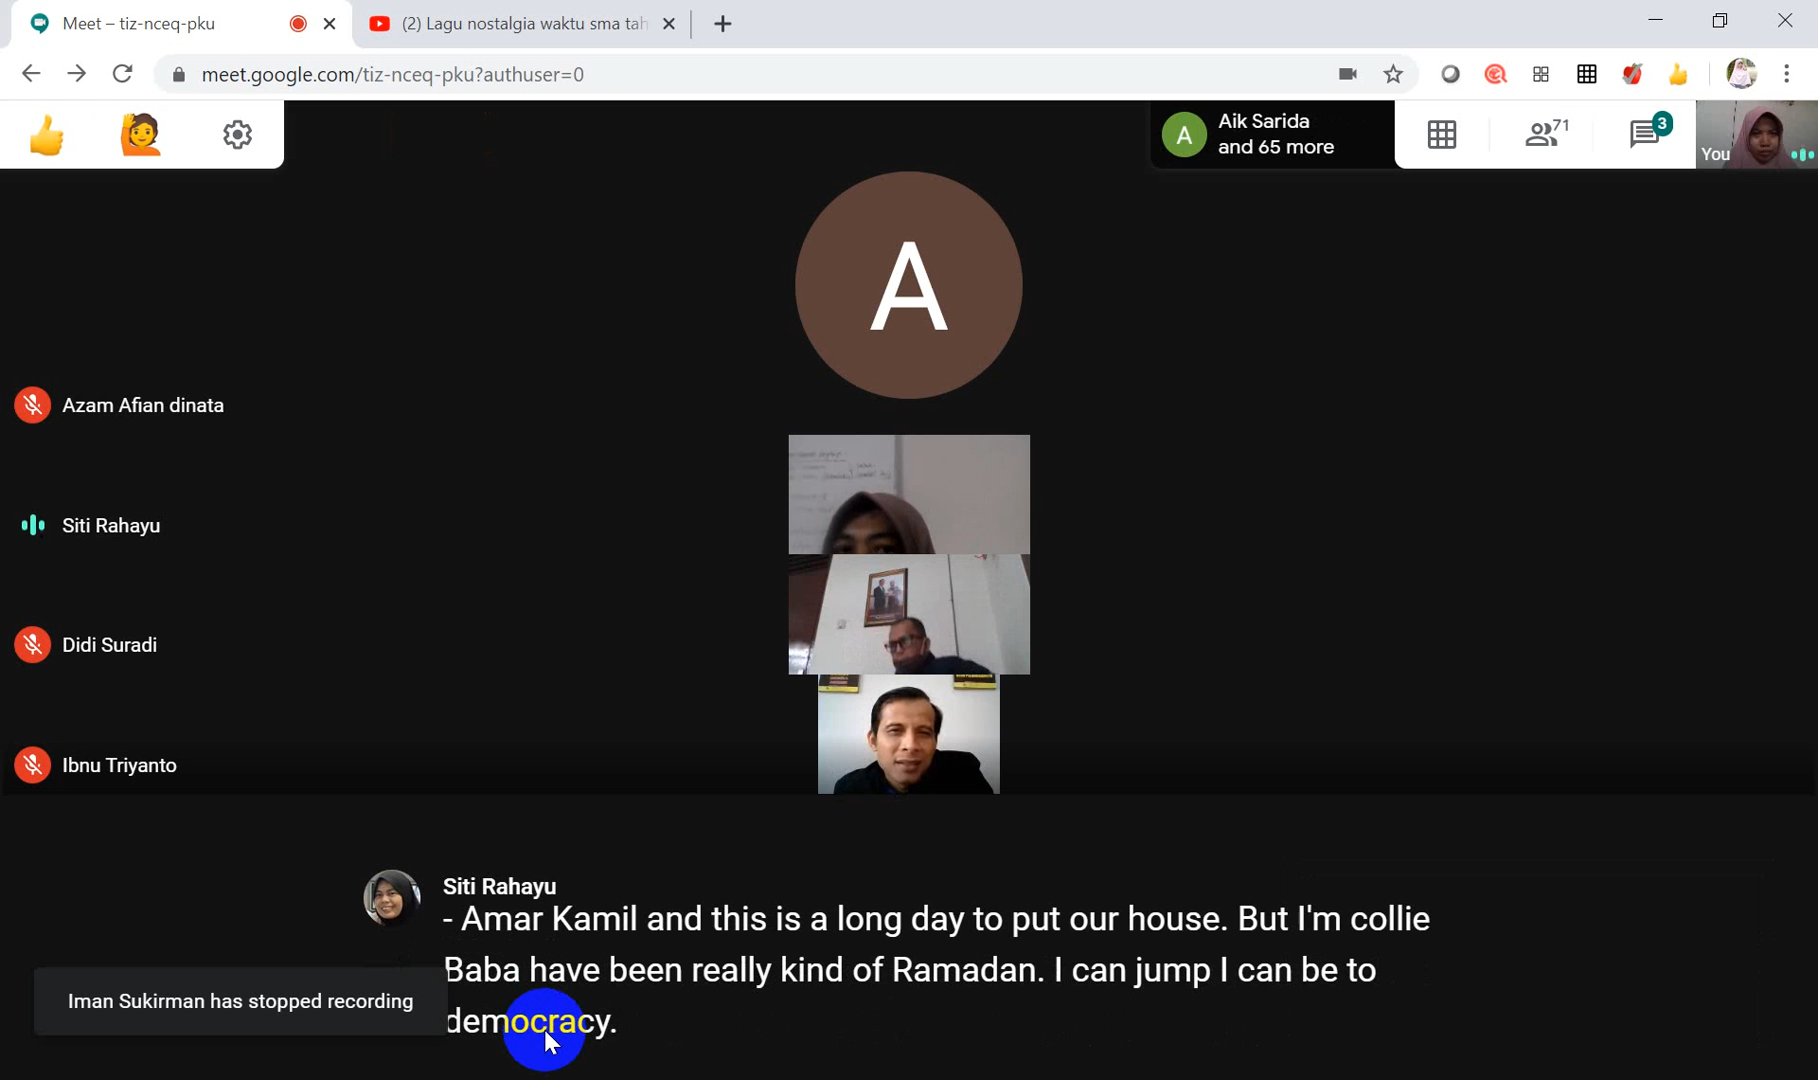 Meet – tiz-nceq-pku
(2) Lagu nostalgia waktu sma tah
meet.google.com/tiz-nceq-pku?authuser=0
A
Aik Sarida
and 65 more
71
3
You
A
Azam Afian dinata
Siti Rahayu
Didi Suradi
Ibnu Triyanto
Siti Rahayu
- Amar Kamil and this is a long day to put our house. But I'm collie
Baba have been really kind of Ramadan. I can jump I can be to
democracy.
Iman Sukirman has stopped recording